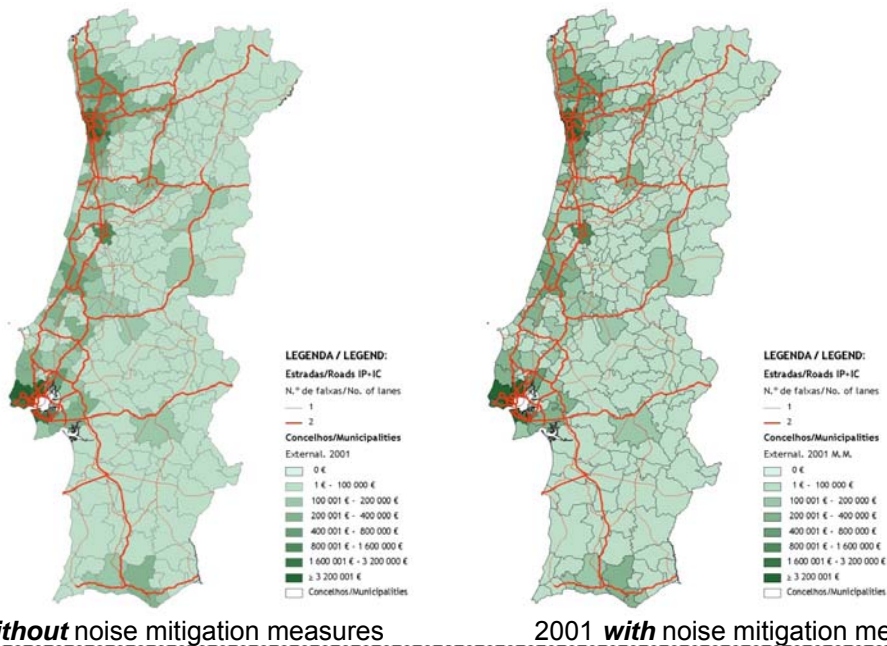 LEGENDA / LEGEND:
Estradas/Roads IP+IC
N.º de faixas/No. of lanes
1
2
Concelhos/Municipalities
External. 2001
0 €
1 € - 100 000 €
100 001 € - 200 000 €
200 001 € - 400 000 €
400 001 € - 800 000 €
800 001 € - 1 600 000 €
1 600 001 € - 3 200 000 €
≥ 3 200 001 €
Concelhos/Municipalities
LEGENDA / LEGEND:
Estradas/Roads IP+IC
N.º de faixas/No. of lanes
1
2
Concelhos/Municipalities
External. 2001 M.M.
0 €
1 € - 100 000 €
100 001 € - 200 000 €
200 001 € - 400 000 €
400 001 € - 800 000 €
800 001 € - 1 600 000 €
1 600 001 € - 3 200 000 €
≥ 3 200 001 €
Concelhos/Municipalities
ithout noise mitigation measures
2001 with noise mitigation me